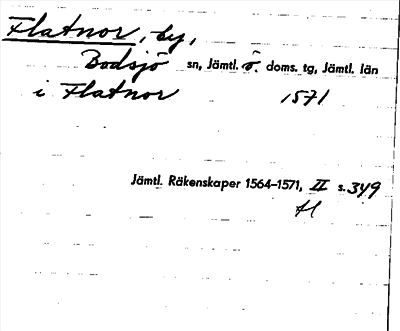 Flatnor, by,
Bodsjö sn, Jämtl. ö. doms. tg, Jämtl. län
i Flatnor 1571
Jämtl. Räkenskaper 1564–1571, II s. 349